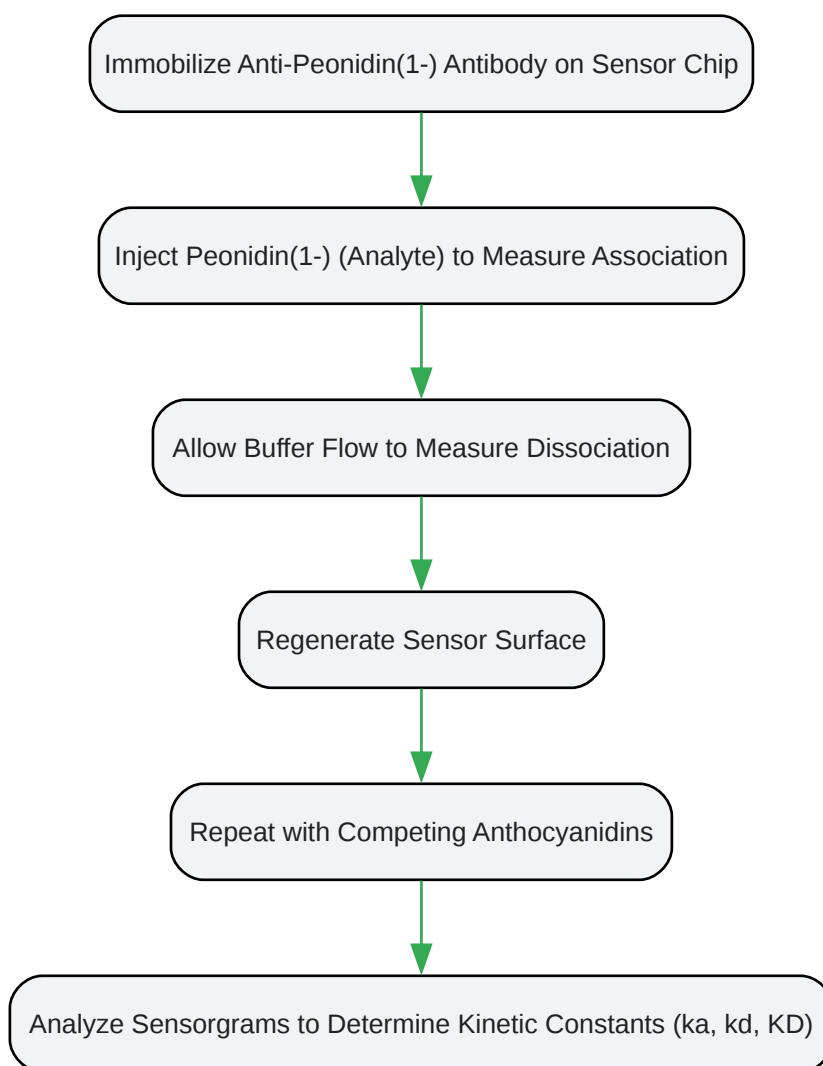 Immobilize Anti-Peonidin(1-) Antibody on Sensor Chip
Inject Peonidin(1-) (Analyte) to Measure Association
Allow Buffer Flow to Measure Dissociation
Regenerate Sensor Surface
Repeat with Competing Anthocyanidins
Analyze Sensorgrams to Determine Kinetic Constants (ka, kd, KD)